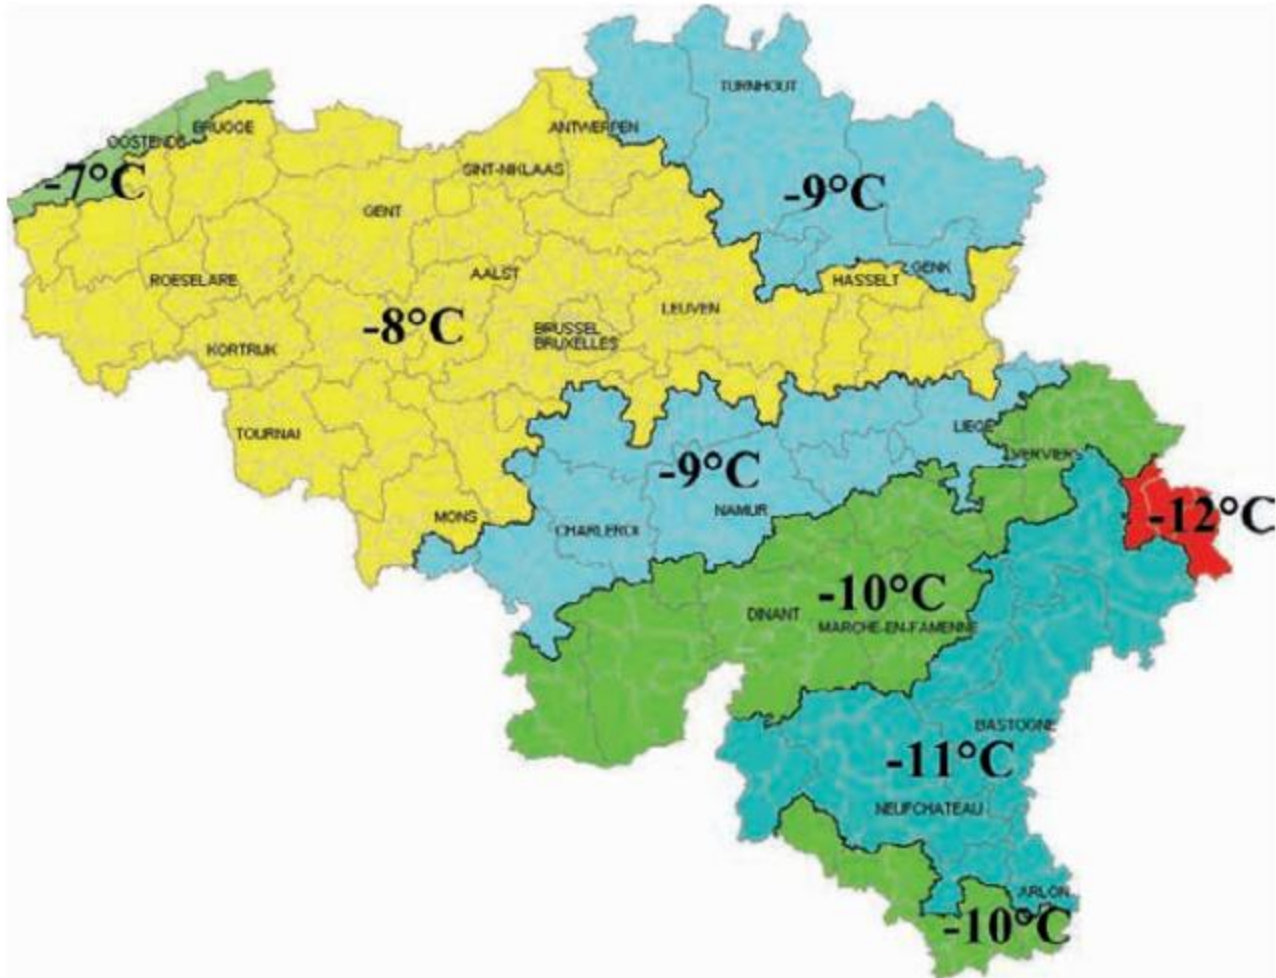 TURNHOUT
BRUGGE
ANTWERPEN
OOSTENDE
SINT-NIKLAAS
-7°C
-9°C
GENT
GENK
AALST
HASSELT
ROESELARE
LEUVEN
-8°C
BRUSSEL
BRUXELLES
KORTRIJK
LIEGE
TOURNAI
VERVIERS
-9°C
NAMUR
MONS
-12°C
CHARLEROI
-10°C
DINANT
MARCHE-EN-FAMENNE
BASTOGNE
-11°C
NEUFCHATEAU
ARLON
-10°C